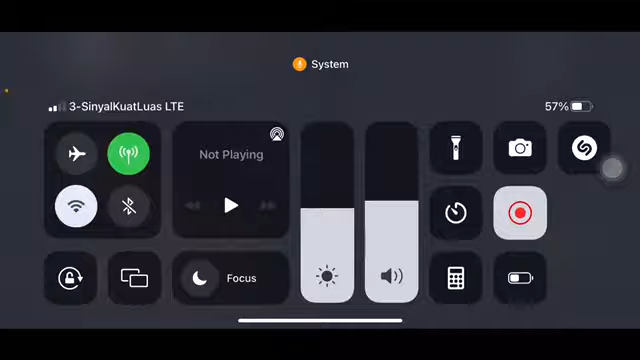 System
3-SinyalKuatLuas LTE
57%
Not Playing
Focus